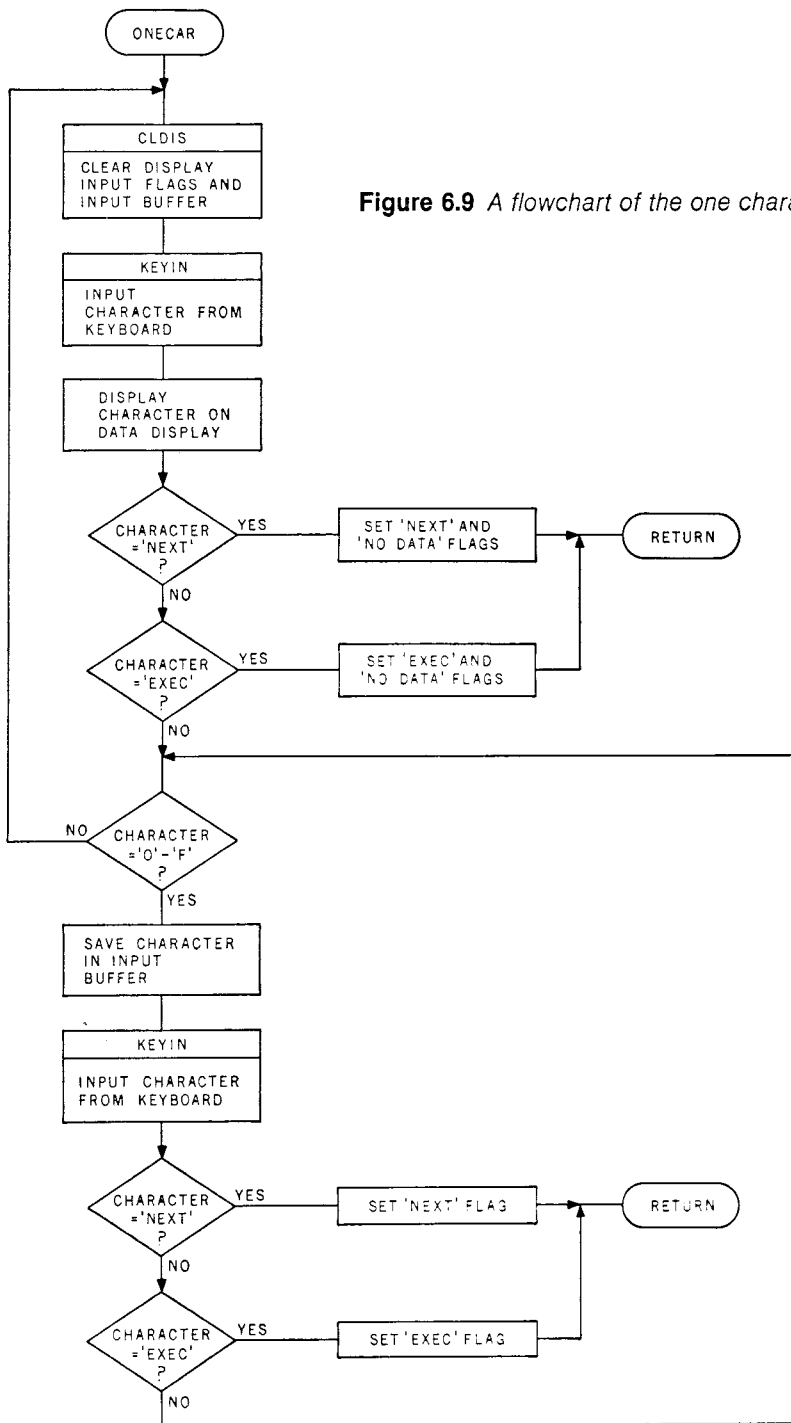 ONECAR
CLDIS
CLEAR DISPLAY
INPUT FLAGS AND
INPUT BUFFER
Figure 6.9 A flowchart of the one chara
KEYIN
INPUT
CHARACTER FROM
KEYBOARD
DISPLAY
CHARACTER ON
DATA DISPLAY
CHARACTER
='NEXT'
?
YES
NO
SET 'NEXT' AND
'NO DATA' FLAGS
RETURN
CHARACTER
='EXEC'
?
YES
NO
SET 'EXEC' AND
'NO DATA' FLAGS
CHARACTER
='0'-'F'
?
NO
YES
SAVE CHARACTER
IN INPUT
BUFFER
KEYIN
INPUT CHARACTER
FROM KEYBOARD
CHARACTER
='NEXT'
?
YES
NO
SET 'NEXT' FLAG
RETURN
CHARACTER
='EXEC'
?
YES
NO
SET 'EXEC' FLAG